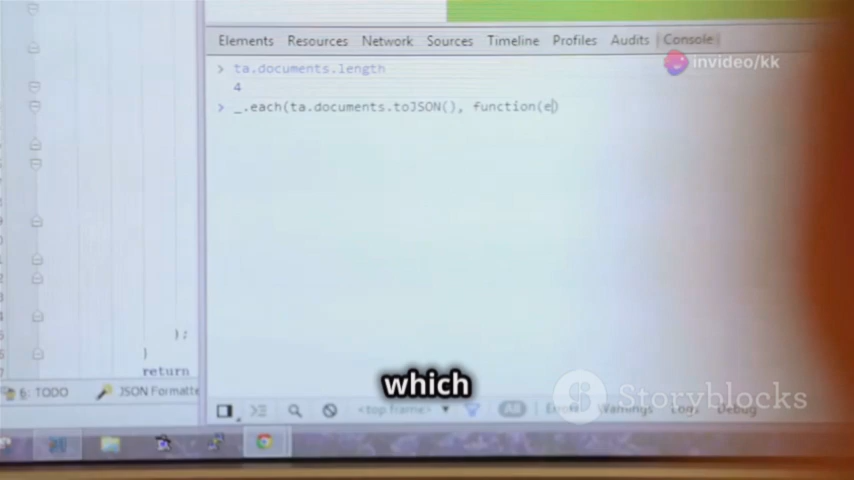 Elements Resources Network Sources Timeline Profiles Audits Console
invideo/kk
> ta.documents.length
4
> _.each(ta.documents.toJSON(), function(e)
);
}
return
which
6: TODO JSON Formatte
Storyblocks
<top frame> All Errors Warnings Logs Debug